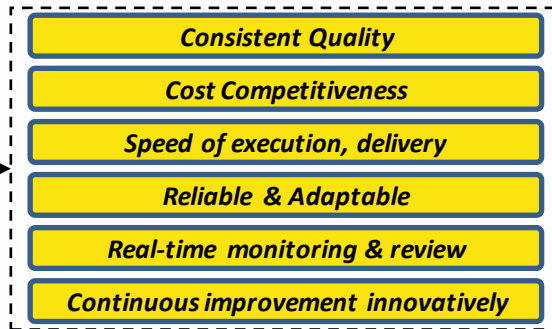 Consistent Quality
Cost Competitiveness
Speed of execution, delivery
Reliable & Adaptable
Real-time monitoring & review
Continuous improvement innovatively